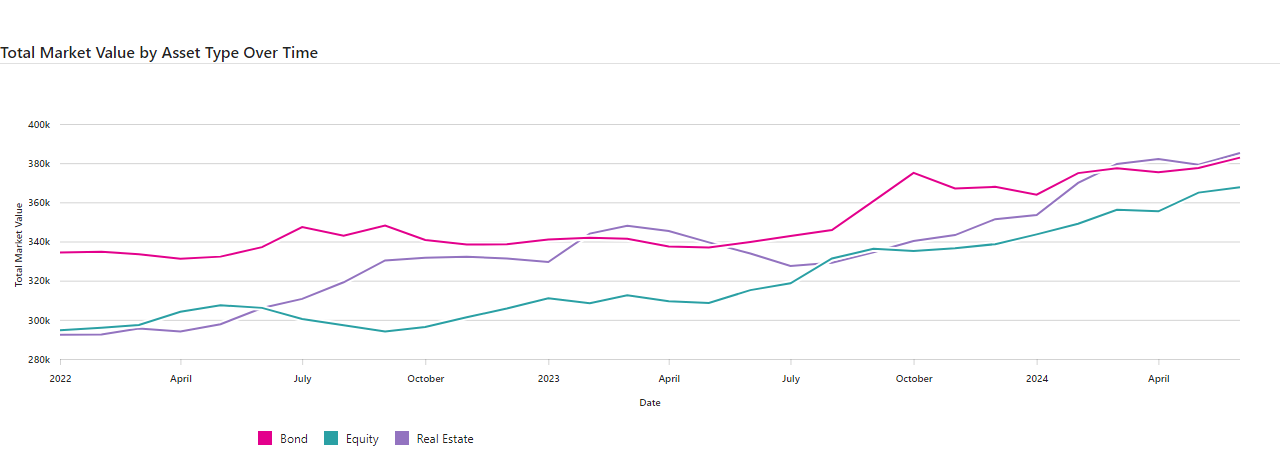 Total Market Value by Asset Type Over Time
400k
380k
360k
340k
320k
300k
280k
Total Market Value
2022 April July October 2023 April July October 2024 April
Date
Bond Equity Real Estate